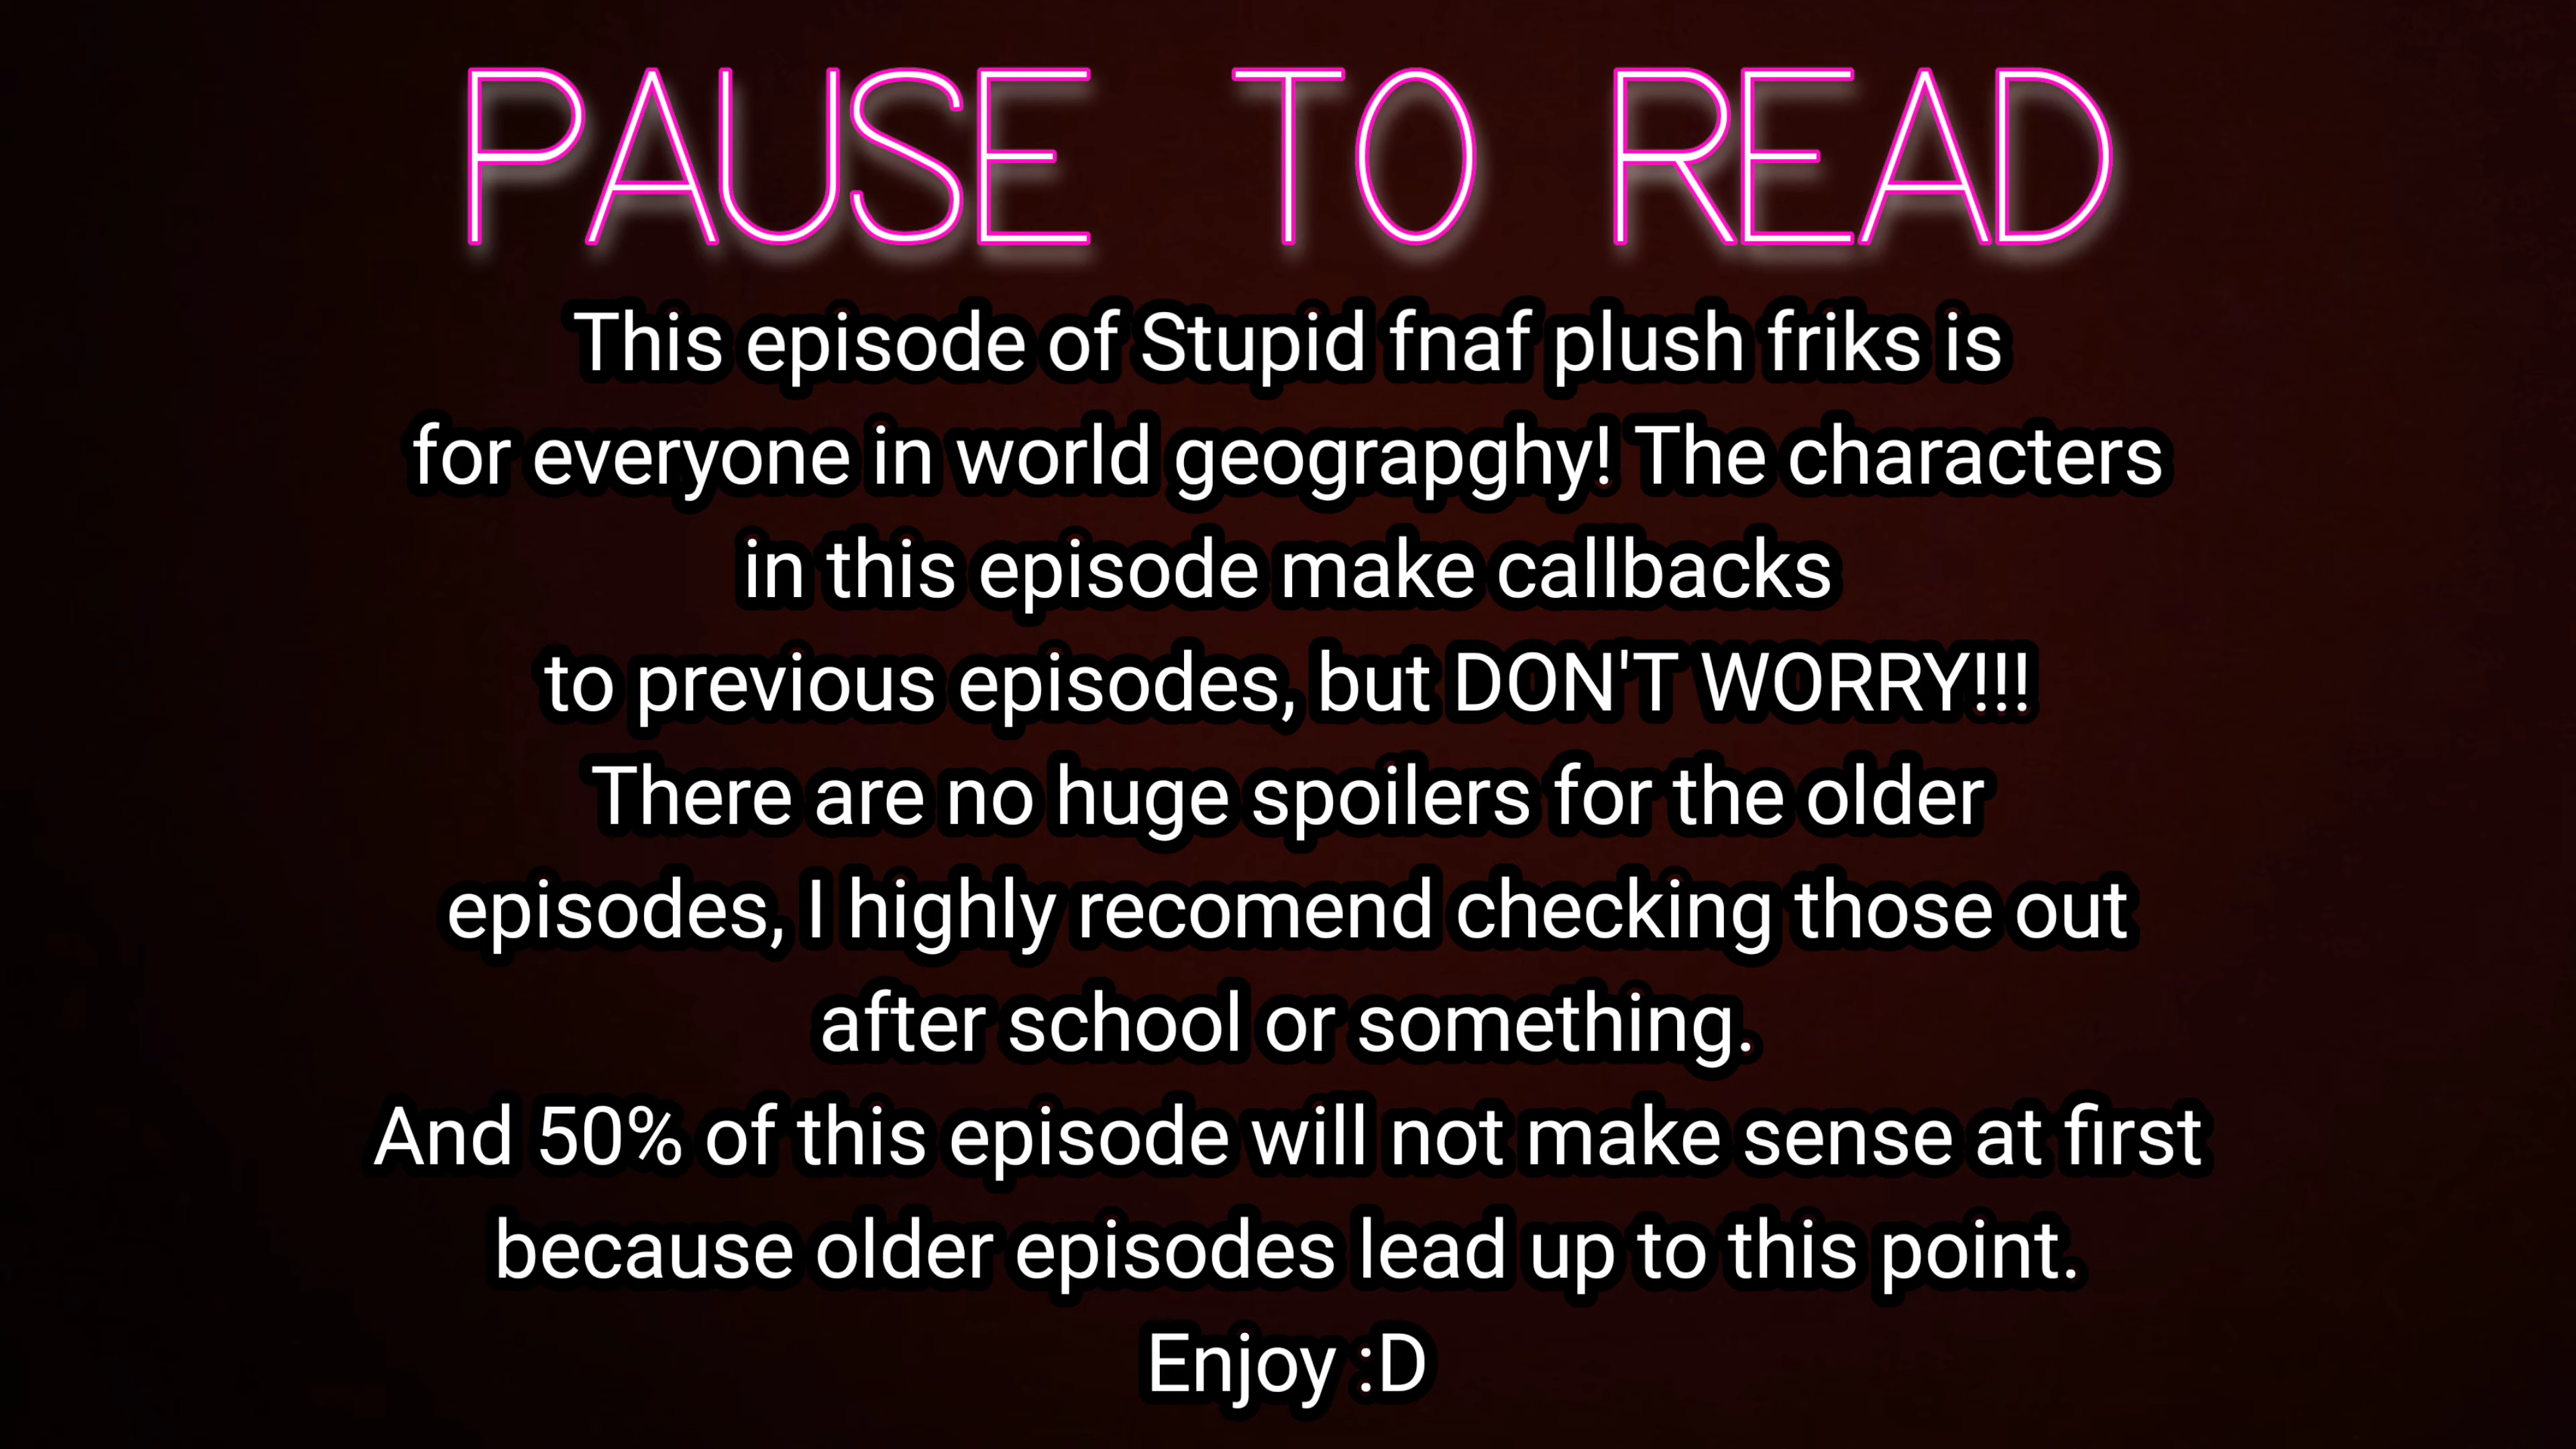 PAUSE TO READ
This episode of Stupid fnaf plush friks is
for everyone in world geograpghy! The characters
in this episode make callbacks
to previous episodes, but DON'T WORRY!!!
There are no huge spoilers for the older
episodes, I highly recomend checking those out
after school or something.
And 50% of this episode will not make sense at first
because older episodes lead up to this point.
Enjoy :D